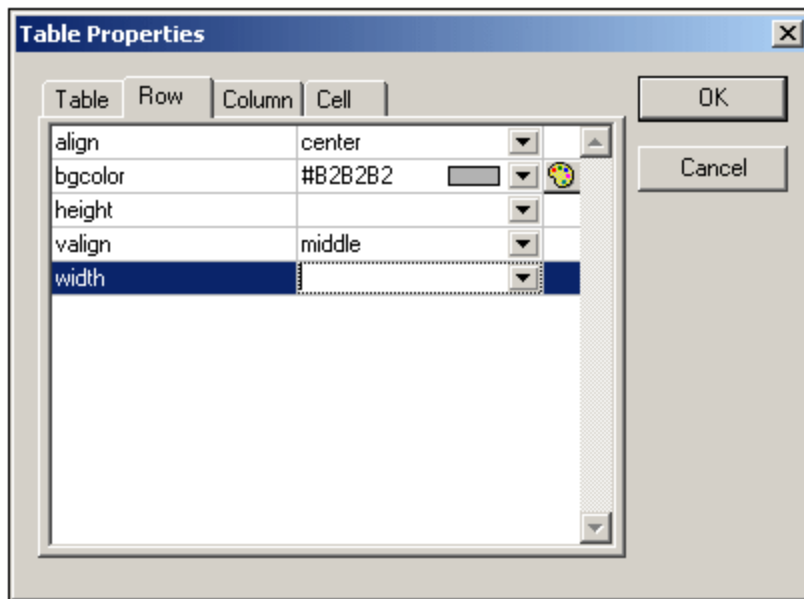 Table Properties
Table Row Column Cell
OK
Cancel
align center
bgcolor #B2B2B2
height
valign middle
width